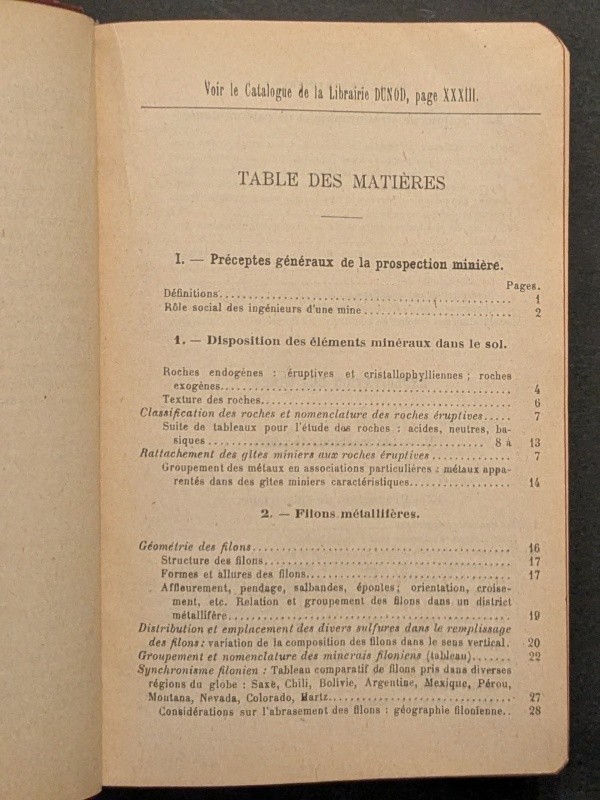 Voir le Catalogue de la Librairie DUNOD, page XXXIII.
TABLE DES MATIÈRES
I. — Préceptes généraux de la prospection minière.
Pages.
Définitions........ 1
Rôle social des ingénieurs d'une mine........ 2
1. — Disposition des éléments minéraux dans le sol.
Roches endogènes : éruptives et cristallophylliennes ; roches
exogènes........ 4
Texture des roches........ 6
Classification des roches et nomenclature des roches éruptives..... 7
Suite de tableaux pour l'étude des roches : acides, neutres, ba-
siques........ 8 à 13
Rattachement des gîtes miniers aux roches éruptives........ 7
Groupement des métaux en associations particulières : métaux appa-
rentés dans des gîtes miniers caractéristiques........ 14
2. — Filons métallifères.
Géométrie des filons........ 16
Structure des filons........ 17
Formes et allures des filons........ 17
Affleurement, pendage, salbandes, épontes ; orientation, croise-
ment, etc. Relation et groupement des filons dans un district
métallifère........ 19
Distribution et emplacement des divers sulfures dans le remplissage
des filons : variation de la composition des filons dans le sens vertical. 20
Groupement et nomenclature des minerais filoniens (tableau)....... 22
Synchronisme filonien : Tableau comparatif de filons pris dans diverses
régions du globe : Saxe, Chili, Bolivie, Argentine, Mexique, Pérou,
Montana, Nevada, Colorado, Hartz........ 27
Considérations sur l'abrasement des filons : géographie filonienne.. 28